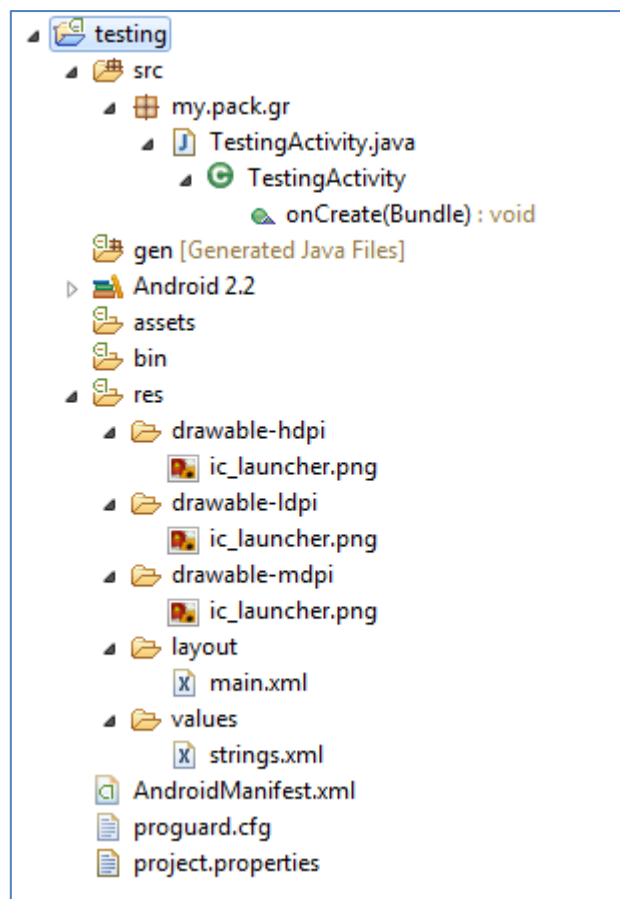 testing
src
my.pack.gr
TestingActivity.java
TestingActivity
onCreate(Bundle) : void
gen [Generated Java Files]
Android 2.2
assets
bin
res
drawable-hdpi
ic_launcher.png
drawable-ldpi
ic_launcher.png
drawable-mdpi
ic_launcher.png
layout
main.xml
values
strings.xml
AndroidManifest.xml
proguard.cfg
project.properties